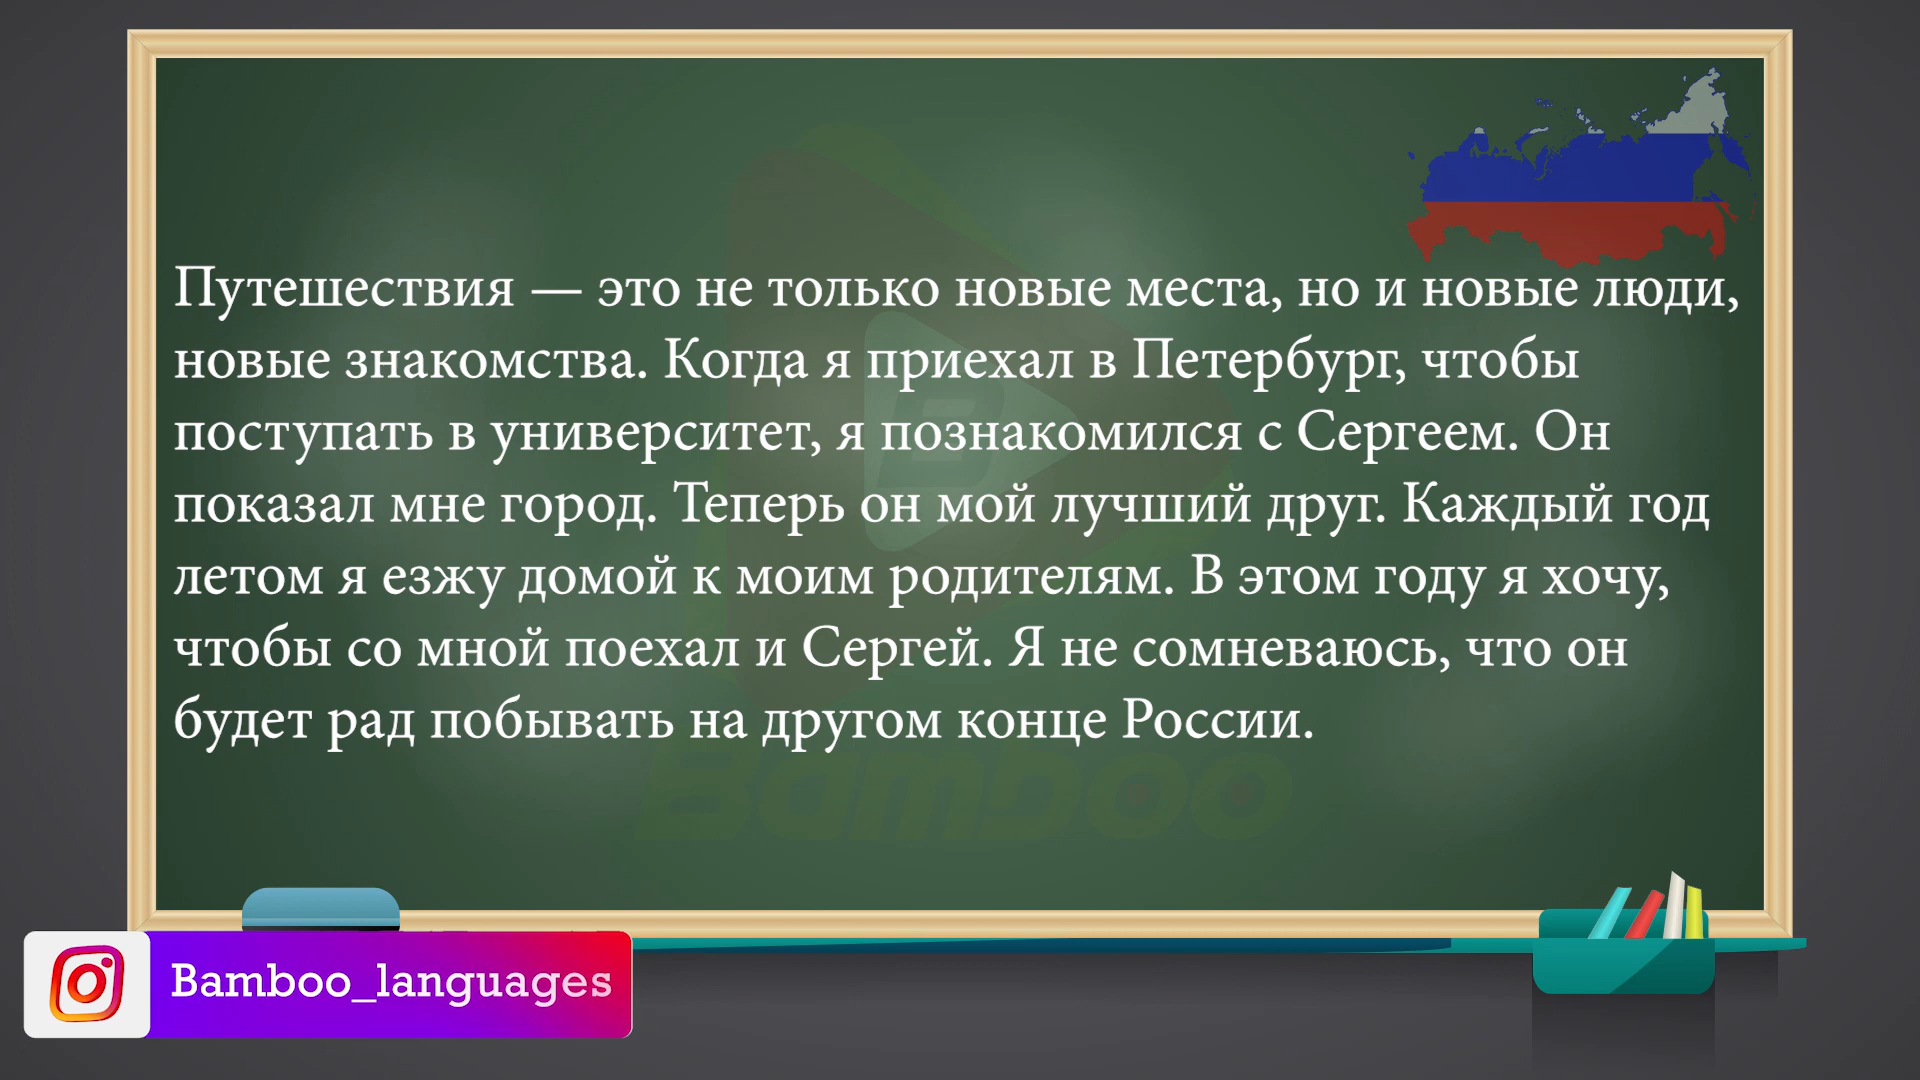 Путешествия — это не только новые места, но и новые люди,
новые знакомства. Когда я приехал в Петербург, чтобы
поступать в университет, я познакомился с Сергеем. Он
показал мне город. Теперь он мой лучший друг. Каждый год
летом я езжу домой к моим родителям. В этом году я хочу,
чтобы со мной поехал и Сергей. Я не сомневаюсь, что он
будет рад побывать на другом конце России.
Bamboo
Bamboo_languages